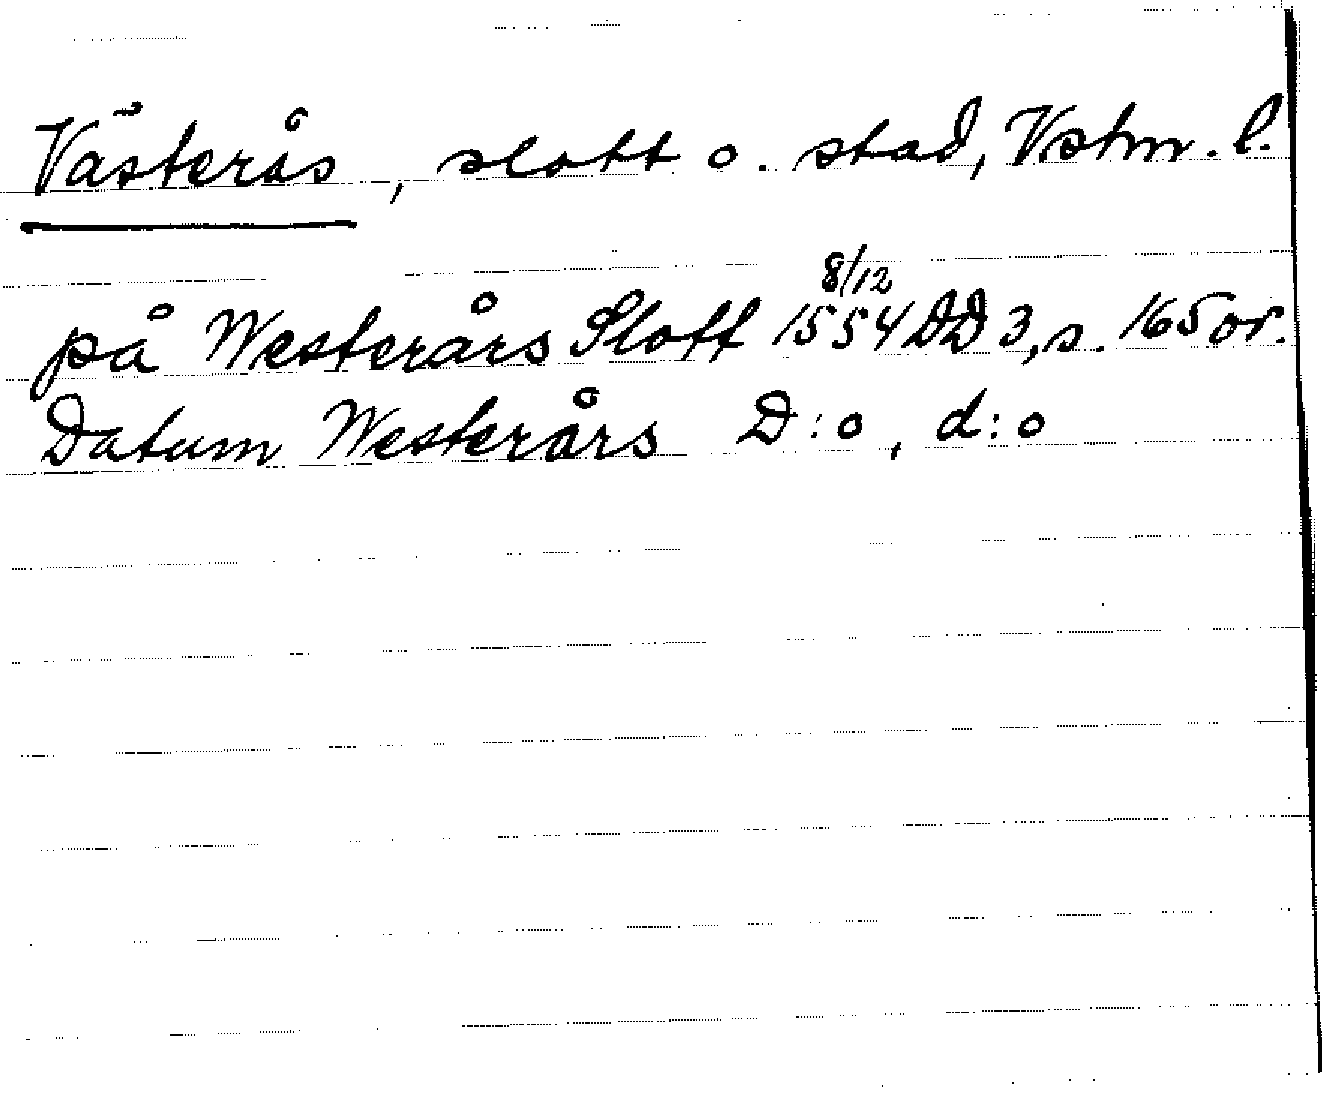 Västerås, slott o. stad, Vstm. l.
på Westerårs Slott 8/12 1554 DD 3, s. 165 or.
Datum Westerårs D:o, d:o